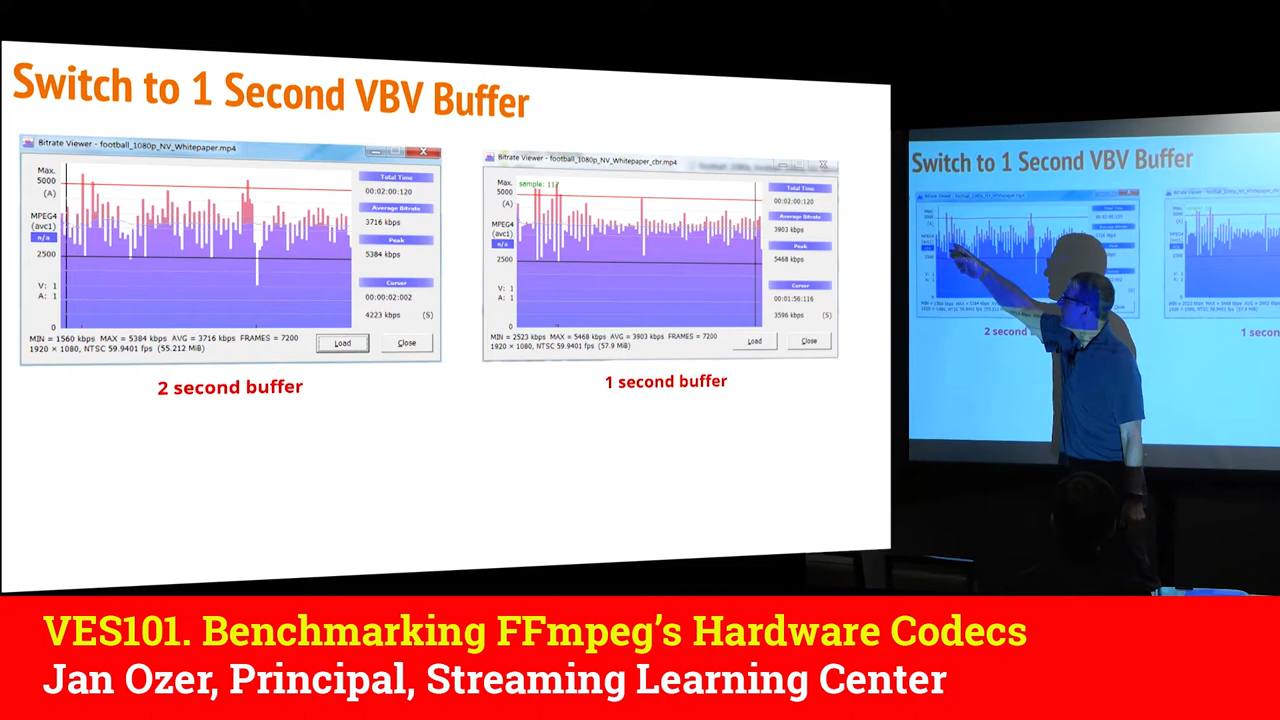 Switch to 1 Second VBV Buffer
Bitrate Viewer - football_1080p_NV_Whitepaper.mp4
Max.
5000
(A)
MPEG4
(avc1)
n/a
2500
V: 1
A: 1
0
Total Time
00:02:00:120
Average Bitrate
3716 kbps
Peak
5384 kbps
Cursor
00:00:02:002
4223 kbps (S)
MIN = 1560 kbps MAX = 5384 kbps AVG = 3716 kbps FRAMES = 7200
1920 × 1080, NTSC 59.9401 fps (55.212 MiB)
Load
Close
2 second buffer
Bitrate Viewer - football_1080p_NV_Whitepaper_cbr.mp4
Max.
5000
(A)
sample: 117
MPEG4
(avc1)
n/a
2500
V: 1
A: 1
0
Total Time
00:02:00:120
Average Bitrate
3903 kbps
Peak
5468 kbps
Cursor
00:01:56:116
3596 kbps (S)
MIN = 2523 kbps MAX = 5468 kbps AVG = 3903 kbps FRAMES = 7200
1920 × 1080, NTSC 59.9401 fps (57.9 MiB)
Load
Close
1 second buffer
Switch to 1 Second VBV Buffer
2 second
1 secon
VES101. Benchmarking FFmpeg's Hardware Codecs
Jan Ozer, Principal, Streaming Learning Center